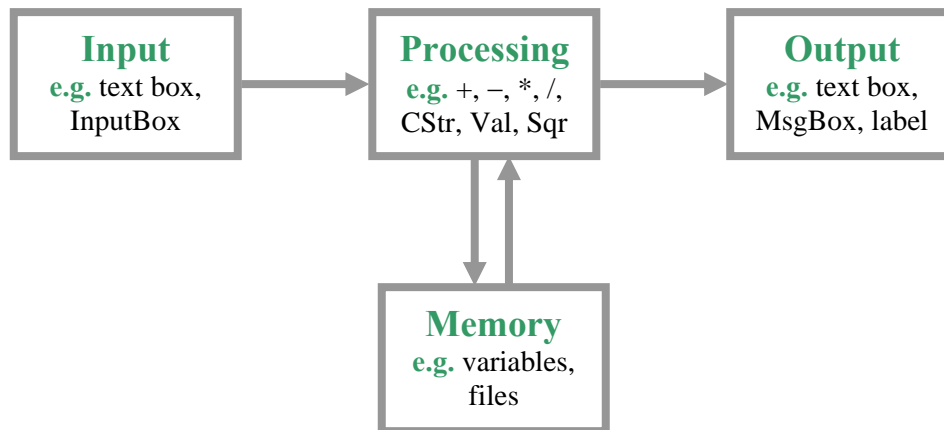 Input
e.g. text box,
InputBox
Processing
e.g. +, −, *, /,
CStr, Val, Sqr
Output
e.g. text box,
MsgBox, label
Memory
e.g. variables,
files